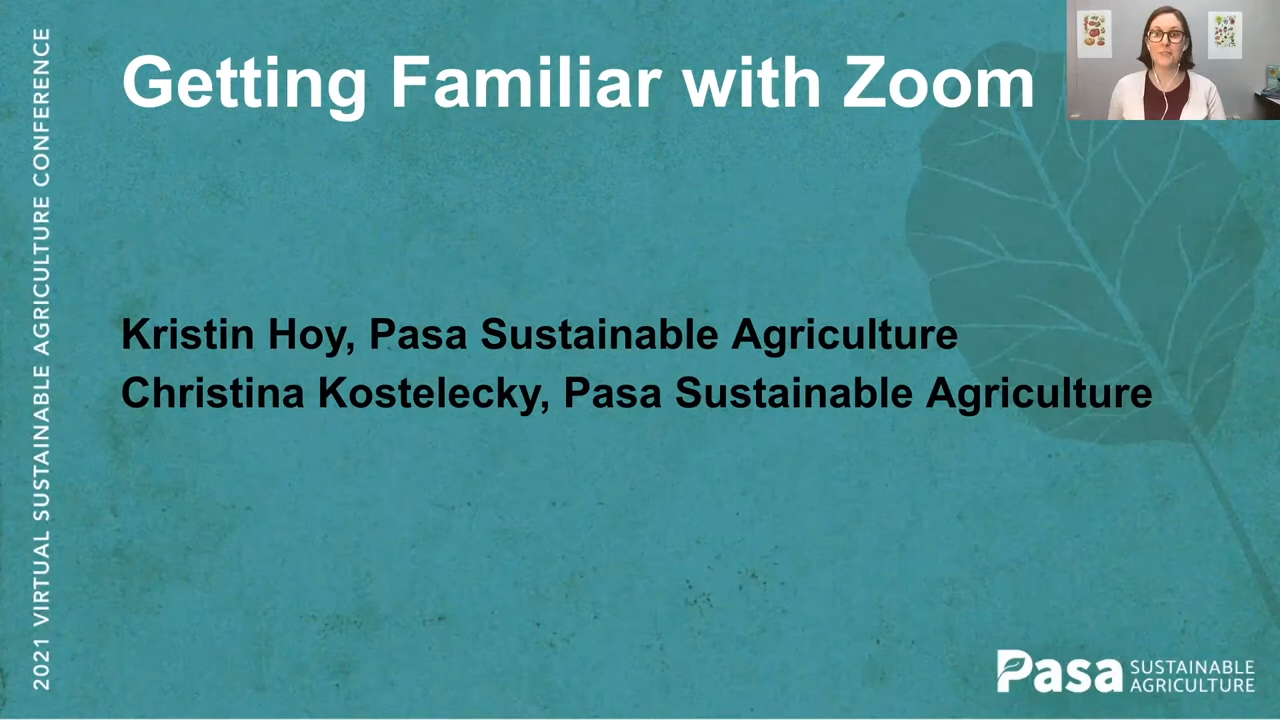 2021 VIRTUAL SUSTAINABLE AGRICULTURE CONFERENCE
Getting Familiar with Zoom
Kristin Hoy, Pasa Sustainable Agriculture
Christina Kostelecky, Pasa Sustainable Agriculture
Pasa SUSTAINABLE
AGRICULTURE